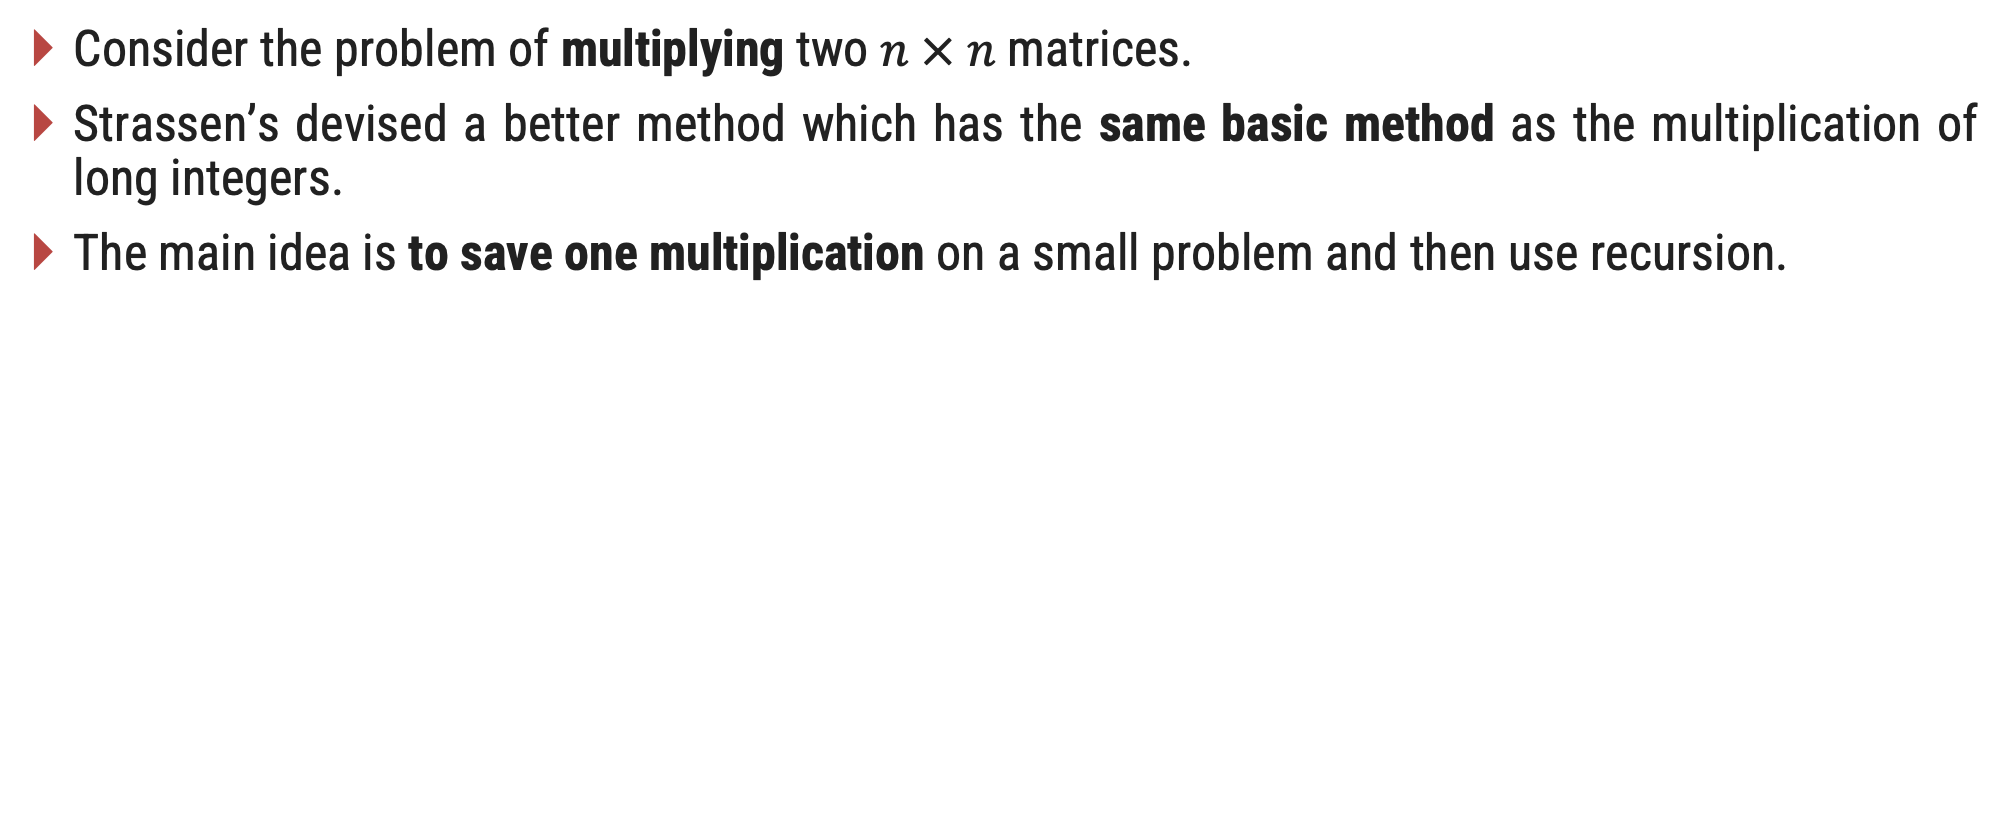 Consider the problem of multiplying two n × n matrices.
Strassen’s devised a better method which has the same basic method as the multiplication of
long integers.
The main idea is to save one multiplication on a small problem and then use recursion.